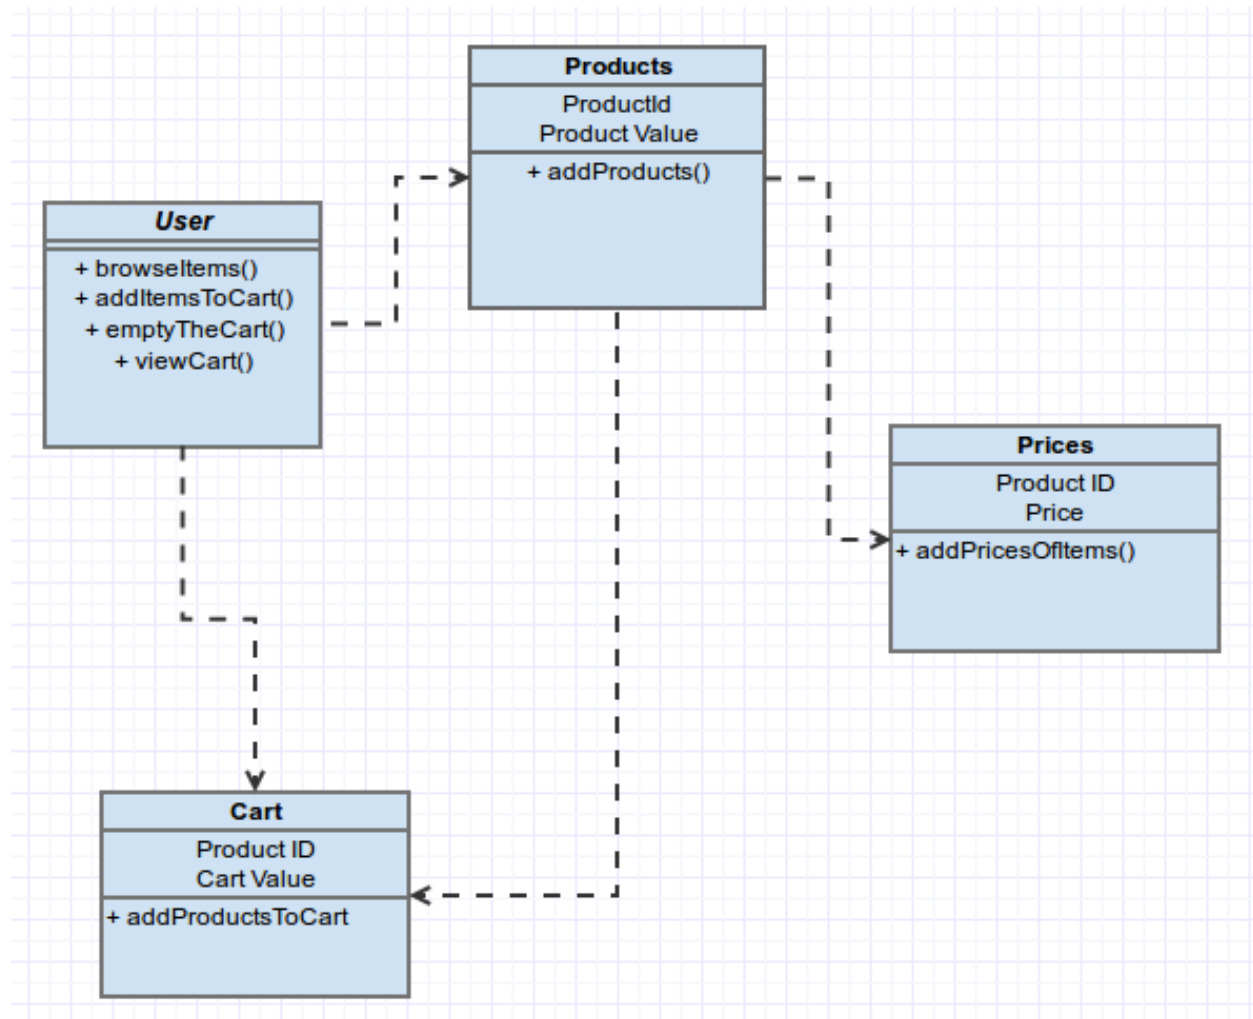 Products
ProductId
Product Value
+ addProducts()
User
+ browseItems()
+ addItemsToCart()
+ emptyTheCart()
+ viewCart()
Prices
Product ID
Price
+ addPricesOfItems()
Cart
Product ID
Cart Value
+ addProductsToCart